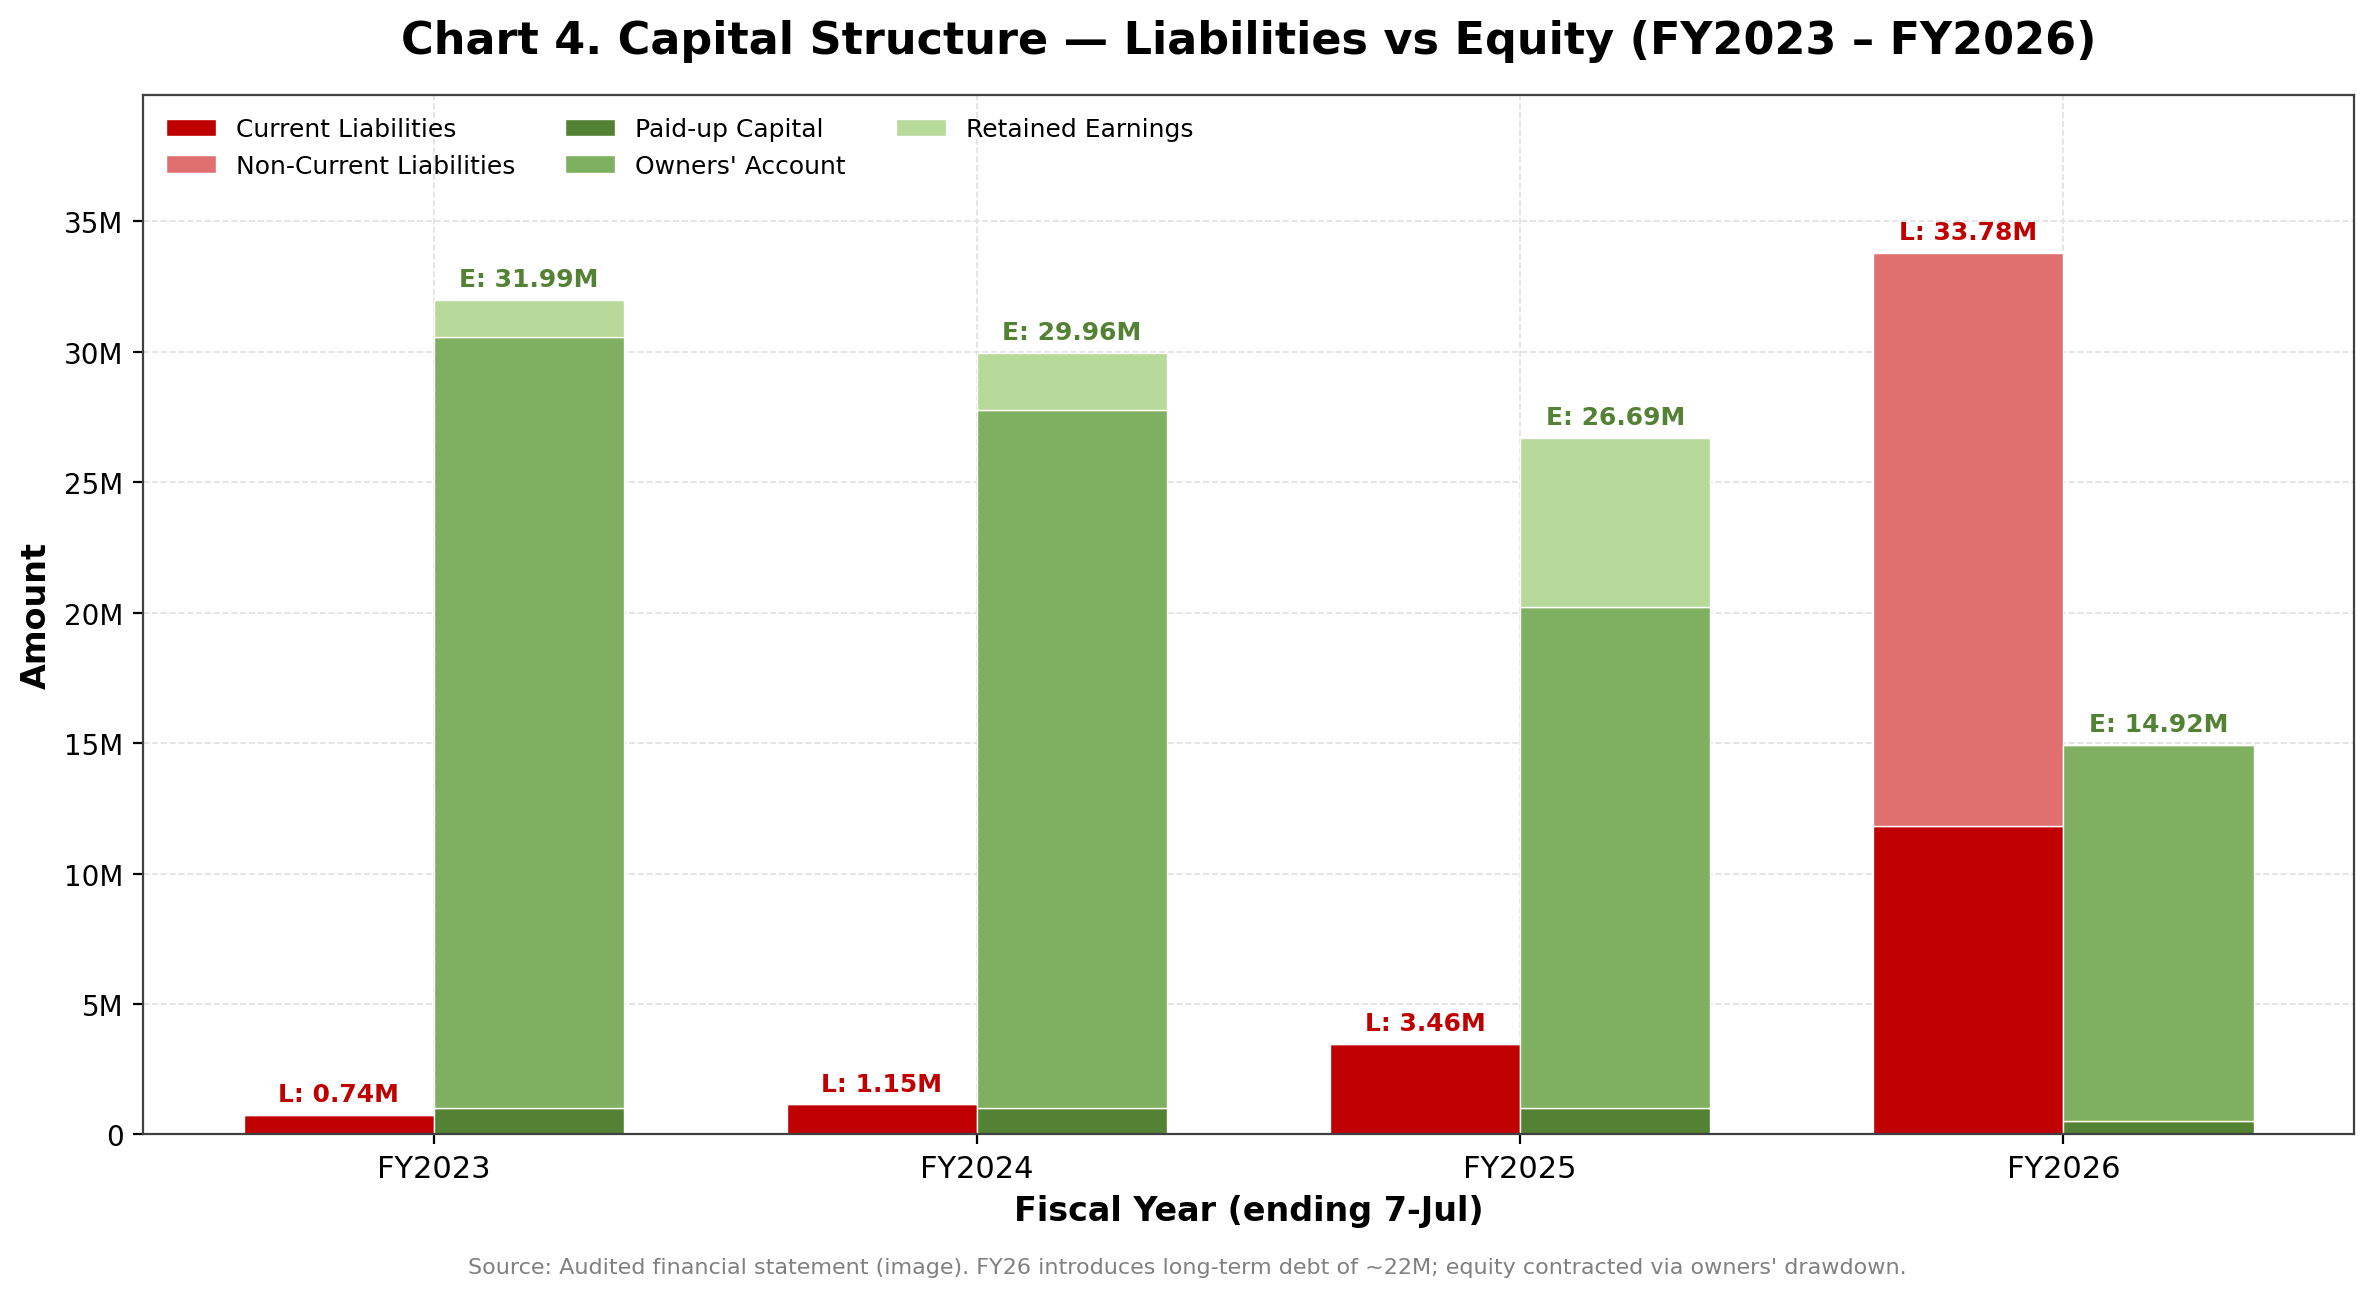 Chart 4. Capital Structure — Liabilities vs Equity (FY2023 – FY2026)
Current Liabilities
Non-Current Liabilities
Paid-up Capital
Owners' Account
Retained Earnings
Amount
35M
30M
25M
20M
15M
10M
5M
0
L: 0.74M
E: 31.99M
L: 1.15M
E: 29.96M
L: 3.46M
E: 26.69M
L: 33.78M
E: 14.92M
FY2023
FY2024
FY2025
FY2026
Fiscal Year (ending 7-Jul)
Source: Audited financial statement (image). FY26 introduces long-term debt of ~22M; equity contracted via owners' drawdown.